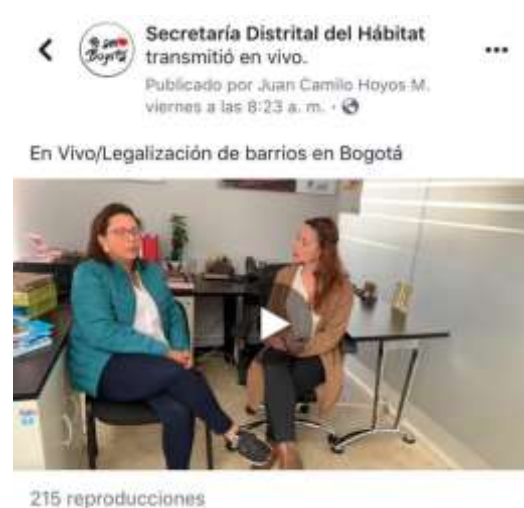 Secretaría Distrital del Hábitat
transmitió en vivo.
Publicado por Juan Camilo Hoyos M.
viernes a las 8:23 a. m. ·
En Vivo/Legalización de barrios en Bogotá
215 reproducciones